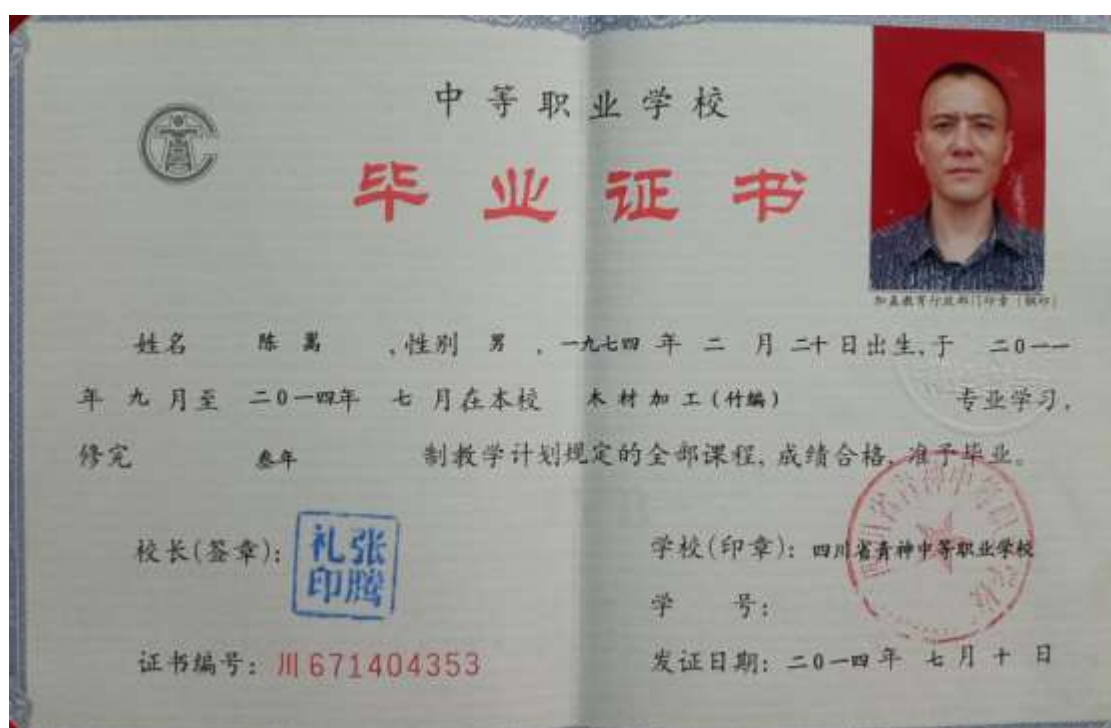 中等职业学校
毕业证书
加盖教育行政部门印章(钢印)
姓名 陈 ,性别 男 ,一九七四 年 二 月 二十 日出生,于 二0一一
年 九 月至 二0一四年 七 月在本校 木材加工(竹编) 专业学习,
修完 叁年 制教学计划规定的全部课程,成绩合格,准予毕业。
校长(签章): 张腾礼印
学校(印章): 四川省青神中等职业学校
学 号:
证书编号: 川671404353
发证日期: 二0一四年 七月十 日